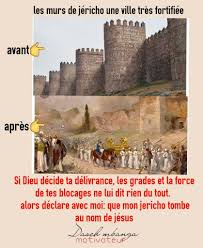 les murs de jéricho une ville très fortifiée
avant👉
après👉
Si Dieu décide ta délivrance, les grades et la force
de tes blocages ne lui dit rien du tout.
alors déclare avec moi: que mon jericho tombe
au nom de jésus
Dasch mbanga
motivateur